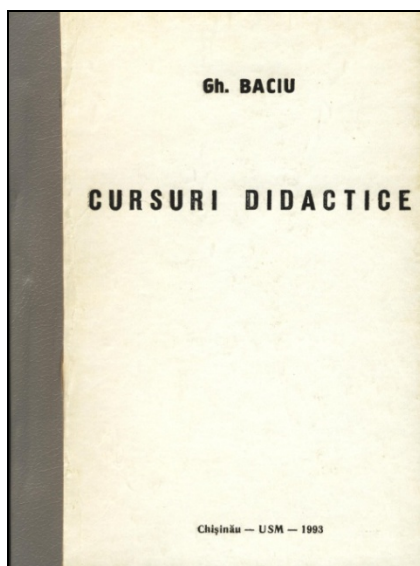 Gh. BACIU
CURSURI DIDACTICE
Chişinău — USM — 1993